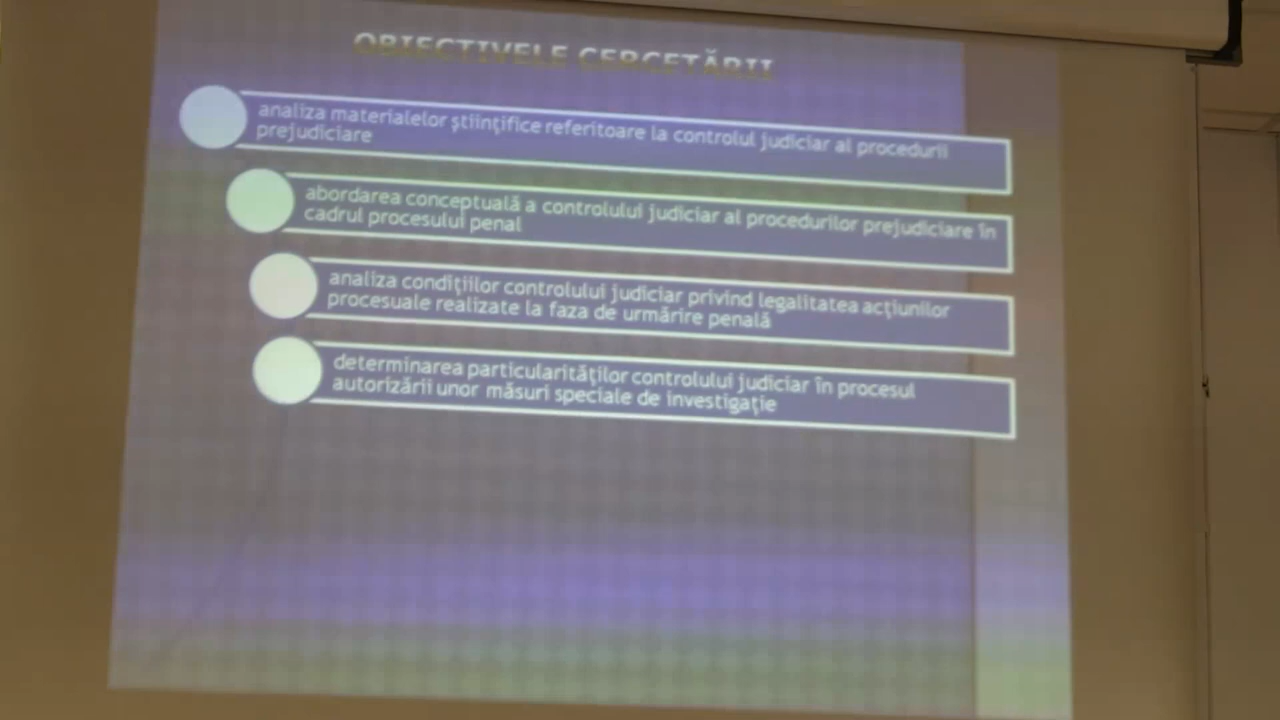 OBIECTIVELE CERCETĂRII
analiza materialelor ştiinţifice referitoare la controlul judiciar al procedurii
prejudiciare
abordarea conceptuală a controlului judiciar al procedurilor prejudiciare în
cadrul procesului penal
analiza condiţiilor controlului judiciar privind legalitatea acţiunilor
procesuale realizate la faza de urmărire penală
determinarea particularităţilor controlului judiciar în procesul
autorizării unor măsuri speciale de investigaţie